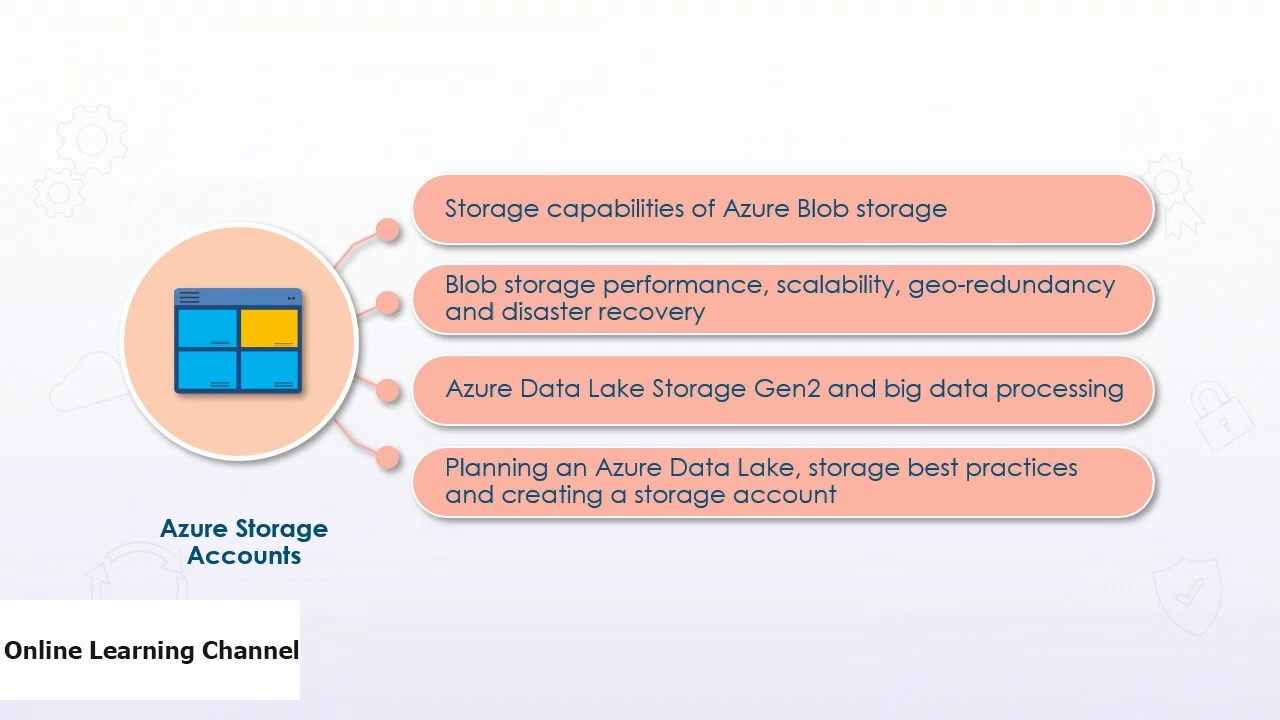 Storage capabilities of Azure Blob storage
Blob storage performance, scalability, geo-redundancy
and disaster recovery
Azure Data Lake Storage Gen2 and big data processing
Planning an Azure Data Lake, storage best practices
and creating a storage account
Azure Storage
Accounts
Online Learning Channel